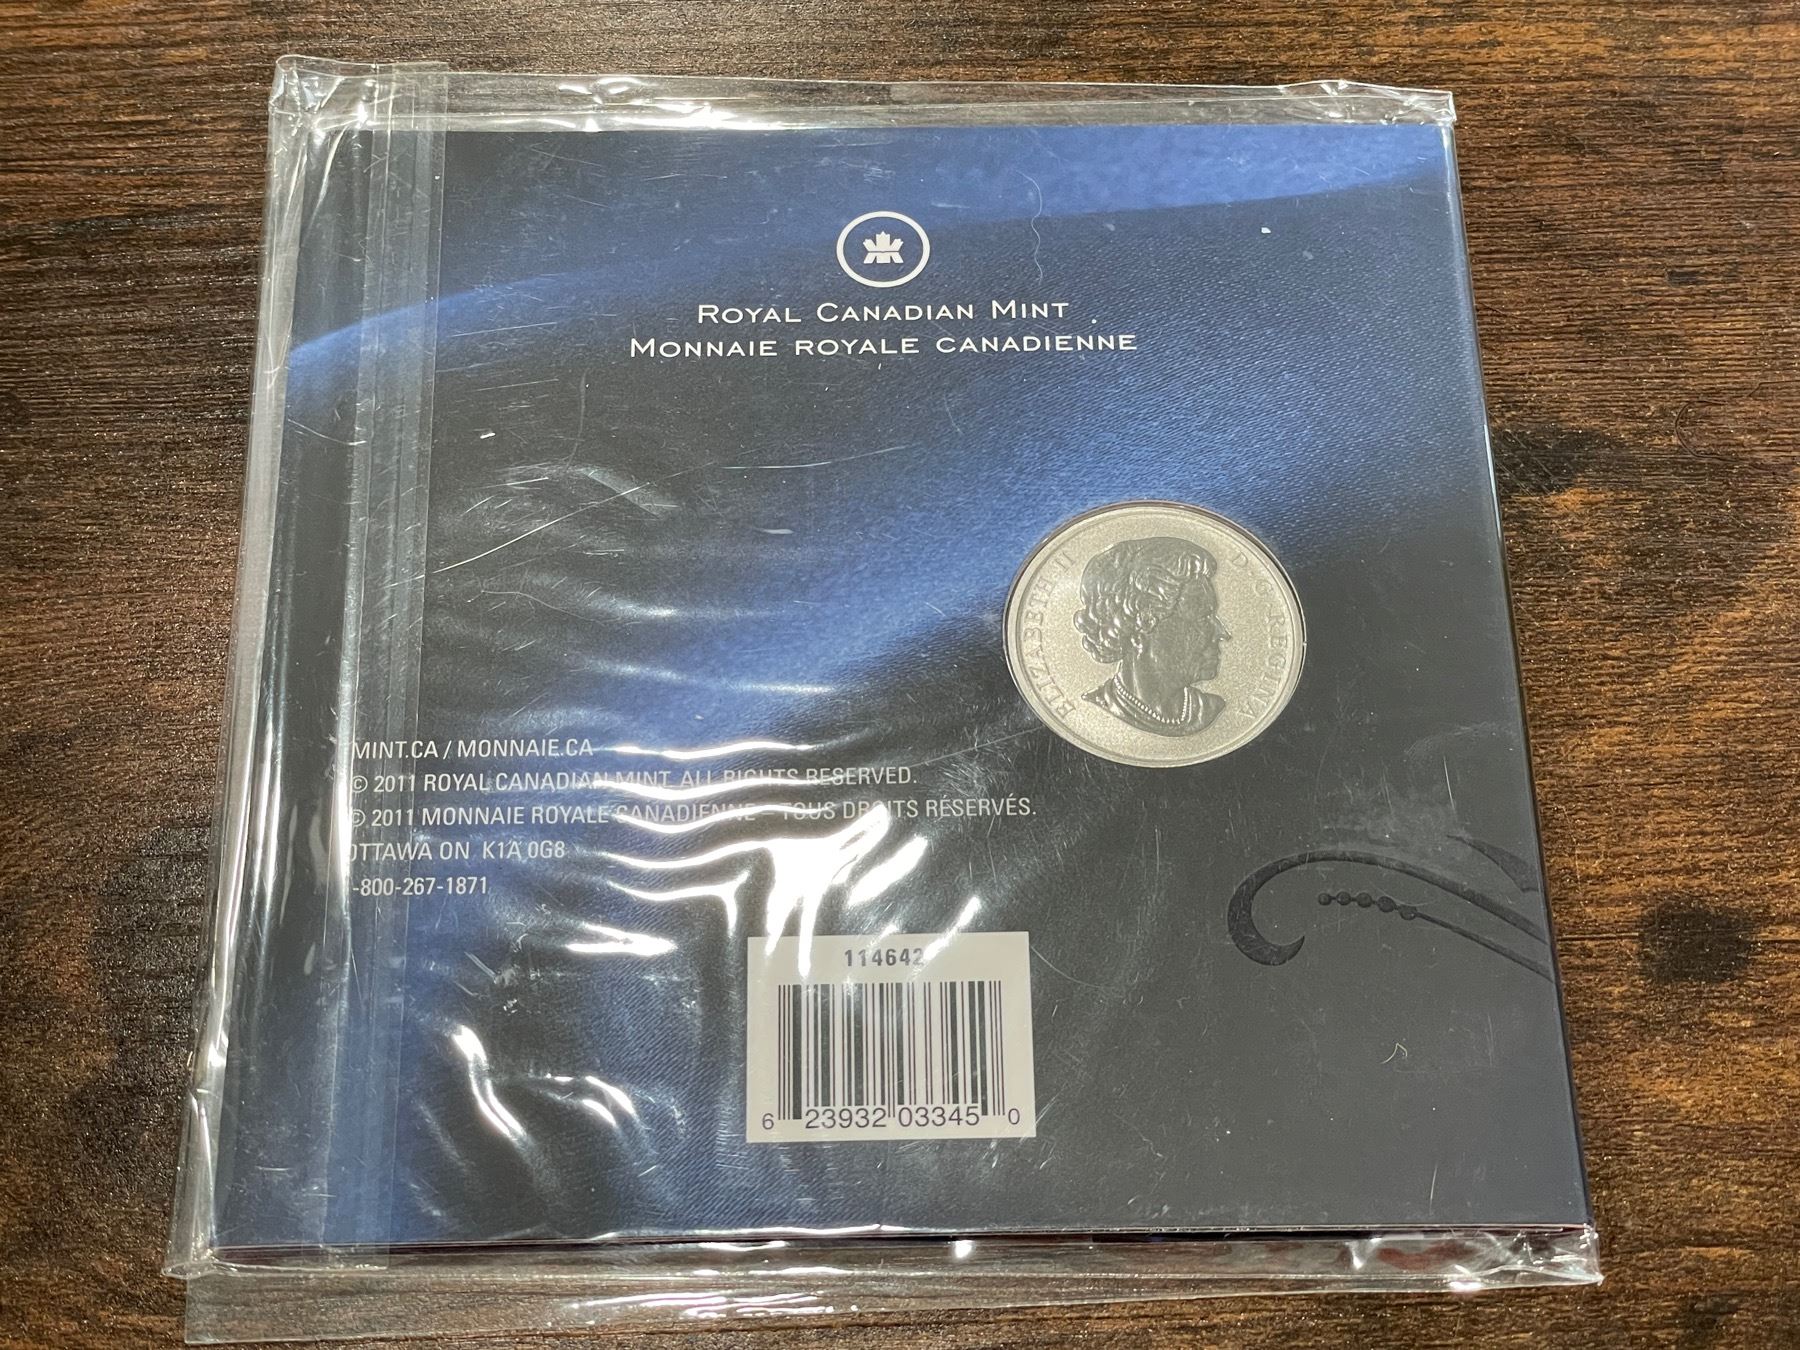 ROYAL CANADIAN MINT
MONNAIE ROYALE CANADIENNE
ELIZABETH II D·G·REGINA
MINT.CA / MONNAIE.CA
© 2011 ROYAL CANADIAN MINT. ALL RIGHTS RESERVED.
© 2011 MONNAIE ROYALE CANADIENNE – TOUS DROITS RÉSERVÉS.
OTTAWA ON K1A 0G8
-800-267-1871
114642
6 23932 03345 0